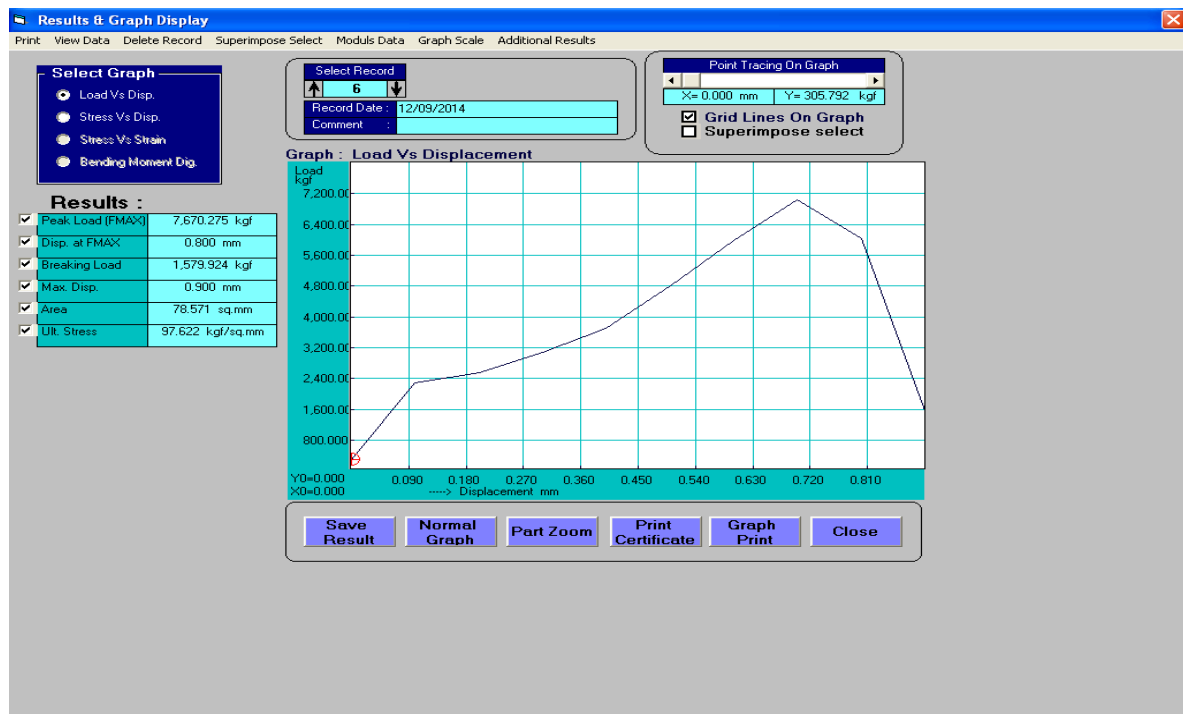 Results & Graph Display
Print View Data Delete Record Superimpose Select Moduls Data Graph Scale Additional Results
Select Graph
Load Vs Disp.
Stress Vs Disp.
Stress Vs Strain
Bending Moment Dig.
Select Record
6
Record Date : 12/09/2014
Comment :
Point Tracing On Graph
X= 0.000 mm Y= 305.792 kgf
Grid Lines On Graph
Superimpose select
Results :
Peak Load (FMAX) 7,670.275 kgf
Disp. at FMAX 0.800 mm
Breaking Load 1,579.924 kgf
Max. Disp. 0.900 mm
Area 78.571 sq.mm
Ult. Stress 97.622 kgf/sq.mm
Graph : Load Vs Displacement
Load
kgf
7,200.00
6,400.00
5,600.00
4,800.00
4,000.00
3,200.00
2,400.00
1,600.00
800.000
Y0=0.000 0.090 0.180 0.270 0.360 0.450 0.540 0.630 0.720 0.810
X0=0.000 ----> Displacement mm
Save Result
Normal Graph
Part Zoom
Print Certificate
Graph Print
Close